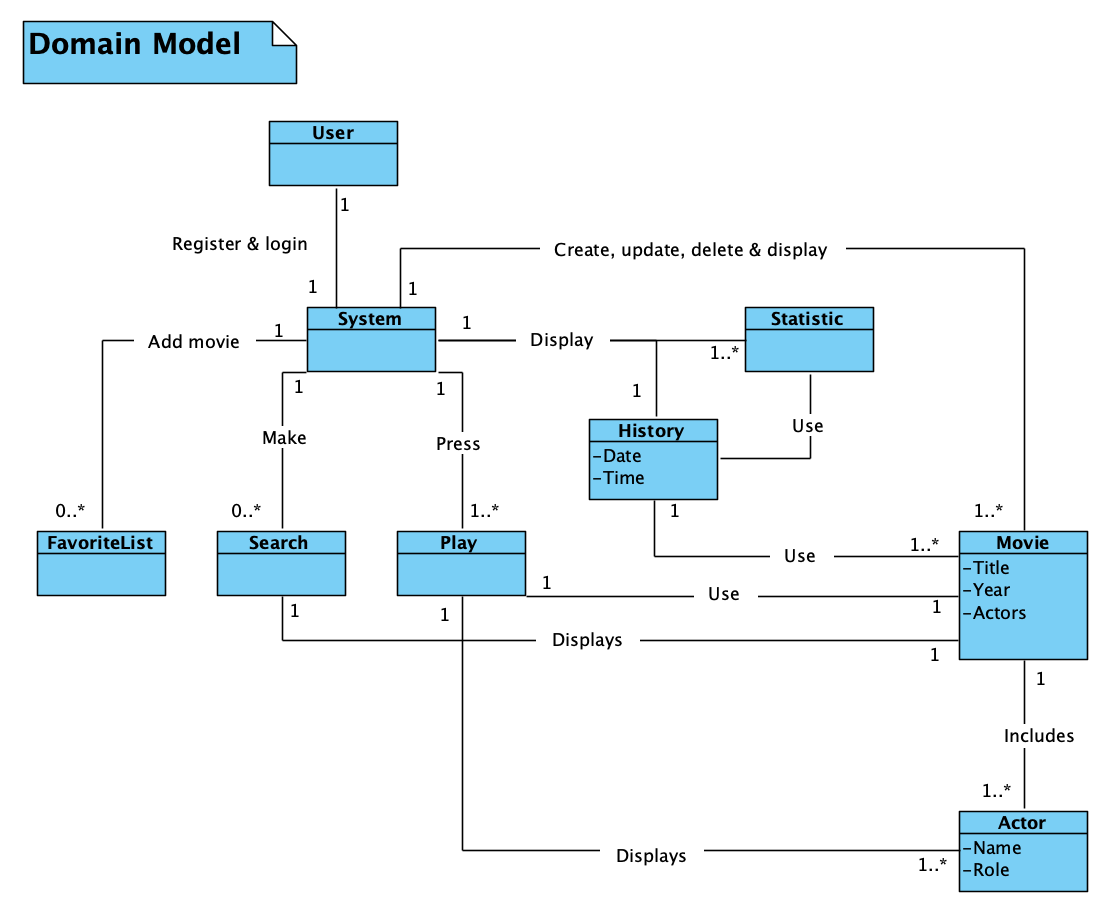 Domain Model
User
1
Register & login
Create, update, delete & display
1
1
System
Statistic
1
1
Add movie
Display
1..*
1
1
1
History
-Date
-Time
Use
Make
Press
0..*
0..*
1..*
1
1..*
FavoriteList
Search
Play
Movie
-Title
-Year
-Actors
1..*
Use
1
Use
1
1
1
Displays
1
1
Includes
1..*
Actor
-Name
-Role
Displays
1..*